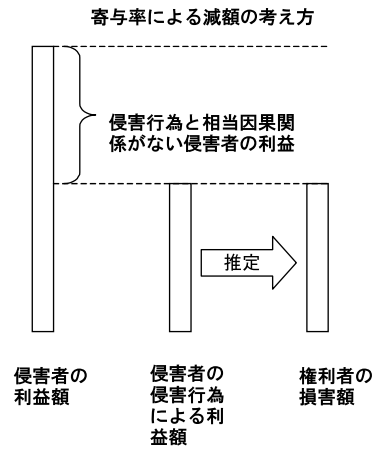 寄与率による減額の考え方
侵害行為と相当因果関
係がない侵害者の利益
推定
侵害者の
利益額
侵害者の
侵害行為
による利
益額
権利者の
損害額